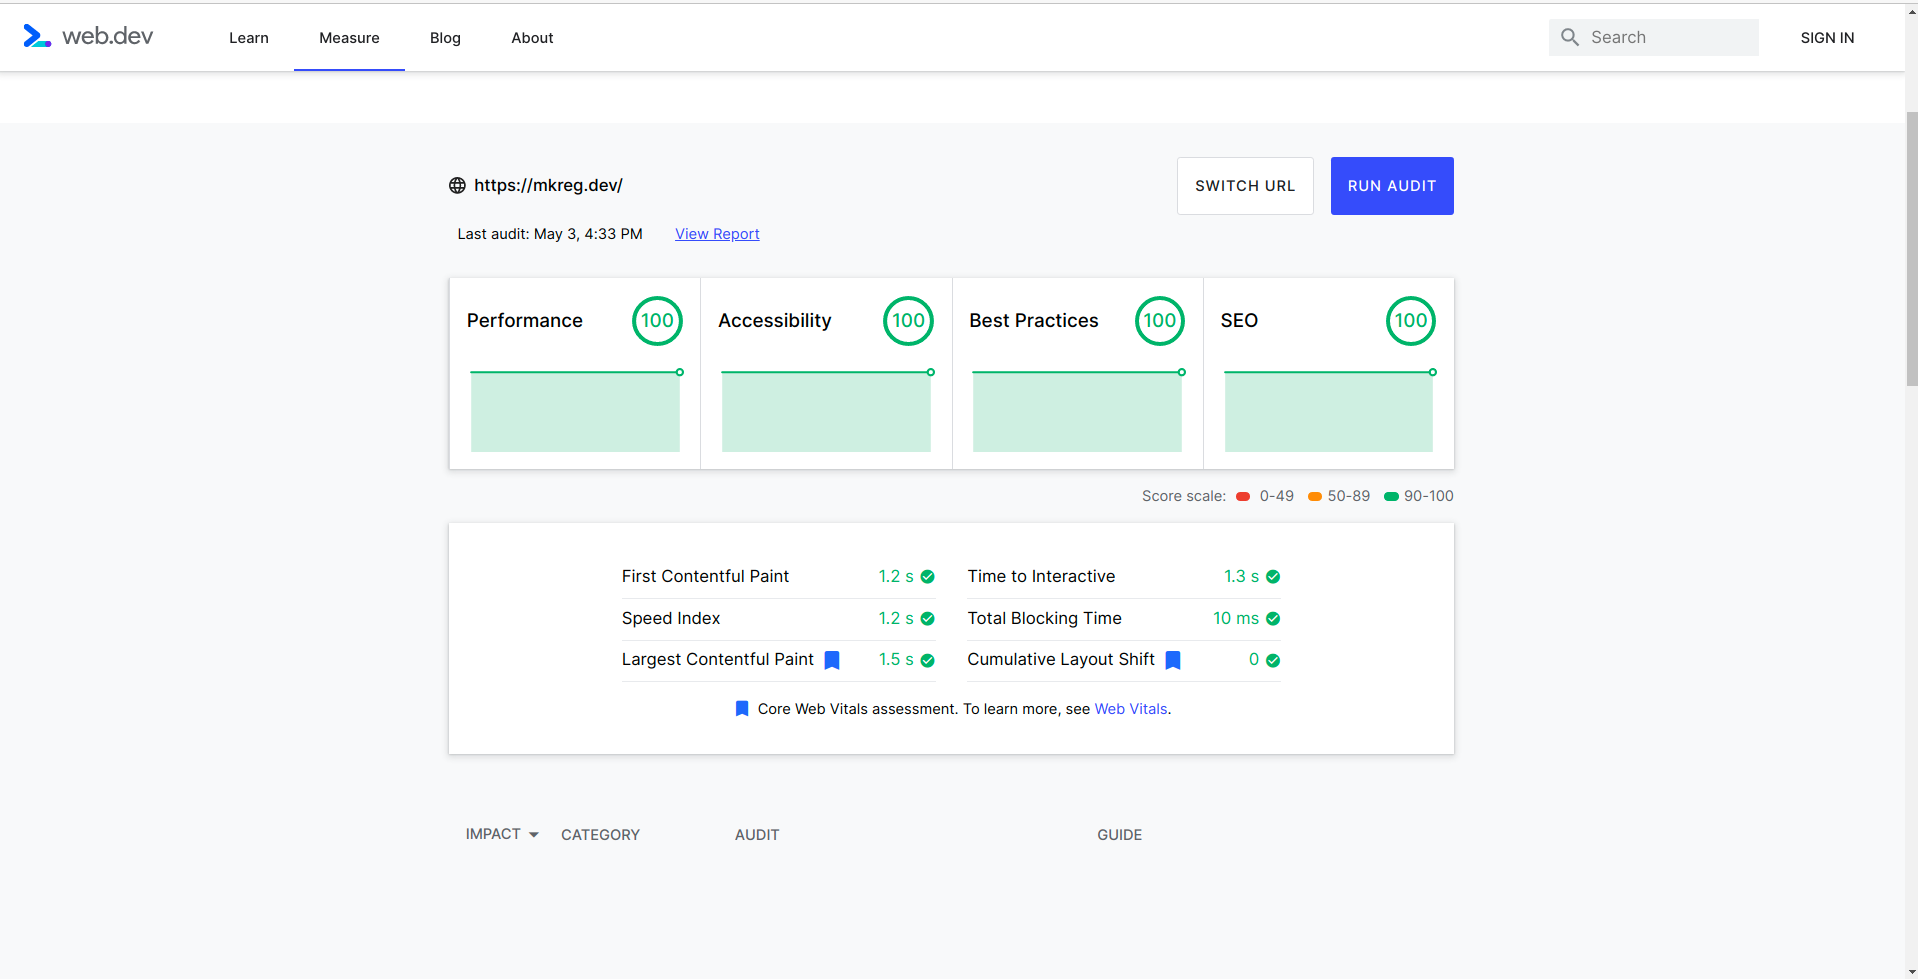 web.dev Learn Measure Blog About Search SIGN IN
https://mkreg.dev/ SWITCH URL RUN AUDIT
Last audit: May 3, 4:33 PM View Report
Performance 100 Accessibility 100 Best Practices 100 SEO 100
Score scale: 0-49 50-89 90-100
First Contentful Paint 1.2 s Time to Interactive 1.3 s
Speed Index 1.2 s Total Blocking Time 10 ms
Largest Contentful Paint 1.5 s Cumulative Layout Shift 0
Core Web Vitals assessment. To learn more, see Web Vitals.
IMPACT CATEGORY AUDIT GUIDE